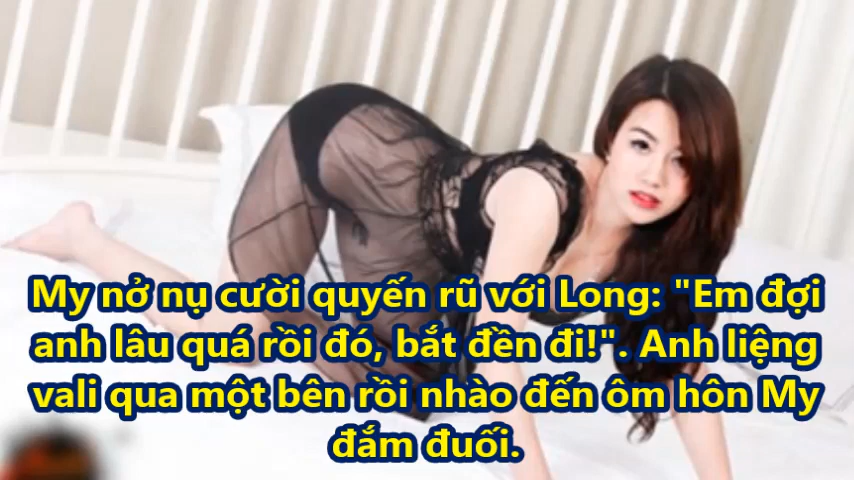 My nở nụ cười quyến rũ với Long: "Em đợi
anh lâu quá rồi đó, bắt đền đi!". Anh liệng
vali qua một bên rồi nhào đến ôm hôn My
đắm đuối.